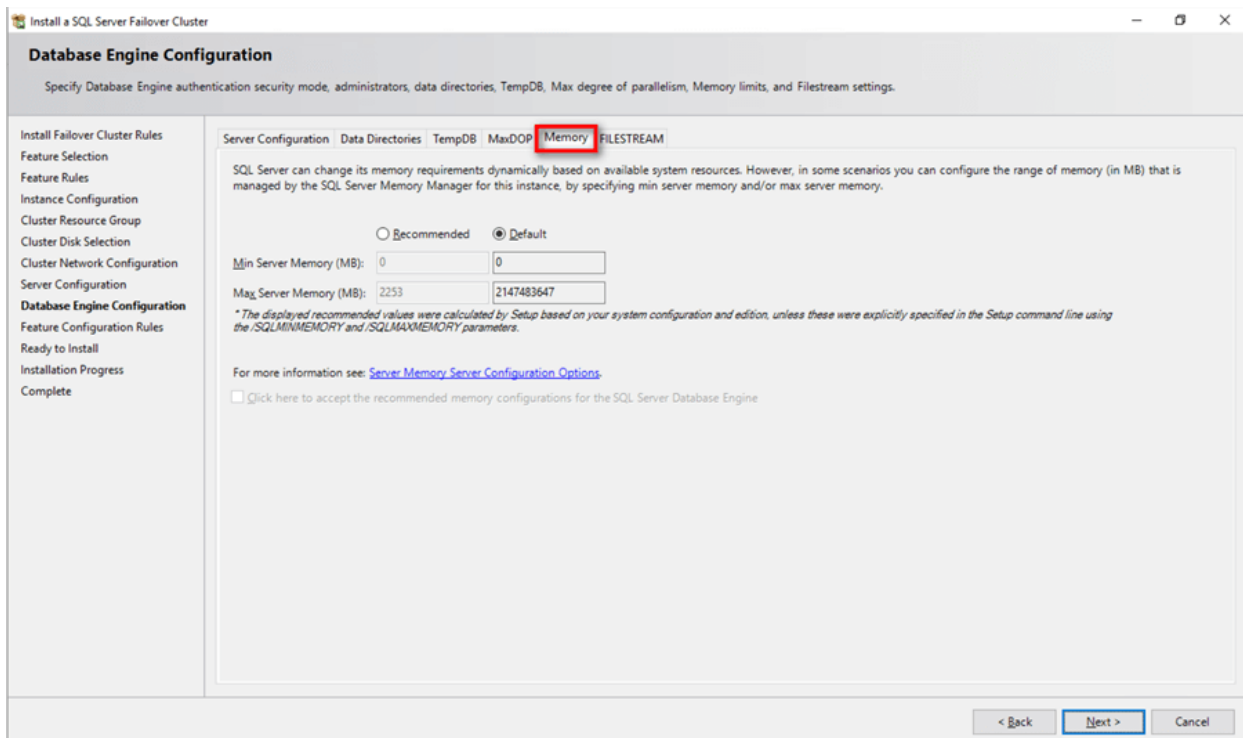 Install a SQL Server Failover Cluster
Database Engine Configuration
Specify Database Engine authentication security mode, administrators, data directories, TempDB, Max degree of parallelism, Memory limits, and Filestream settings.
Install Failover Cluster Rules
Feature Selection
Feature Rules
Instance Configuration
Cluster Resource Group
Cluster Disk Selection
Cluster Network Configuration
Server Configuration
Database Engine Configuration
Feature Configuration Rules
Ready to Install
Installation Progress
Complete
Server Configuration Data Directories TempDB MaxDOP Memory FILESTREAM
SQL Server can change its memory requirements dynamically based on available system resources. However, in some scenarios you can configure the range of memory (in MB) that is
managed by the SQL Server Memory Manager for this instance, by specifying min server memory and/or max server memory.
Recommended Default
Min Server Memory (MB): 0 0
Max Server Memory (MB): 2253 2147483647
* The displayed recommended values were calculated by Setup based on your system configuration and edition, unless these were explicitly specified in the Setup command line using
the /SQLMINMEMORY and /SQLMAXMEMORY parameters.
For more information see: Server Memory Server Configuration Options.
Click here to accept the recommended memory configurations for the SQL Server Database Engine
< Back Next > Cancel